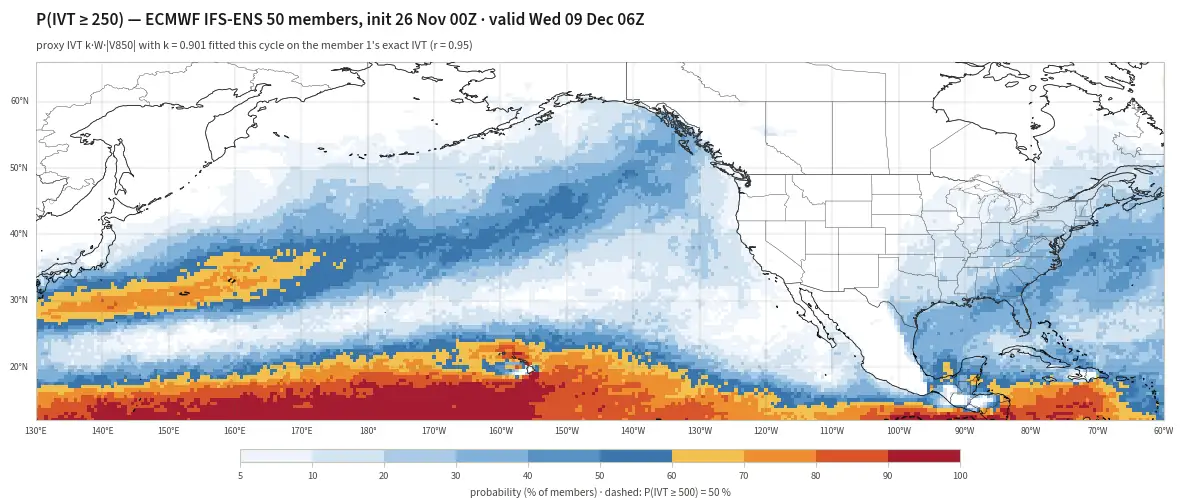 P(IVT ≥ 250) — ECMWF IFS-ENS 50 members, init 26 Nov 00Z · valid Wed 09 Dec 06Z
proxy IVT k·W·|V850| with k = 0.901 fitted this cycle on the member 1's exact IVT (r = 0.95)
60°N
50°N
40°N
30°N
20°N
130°E 140°E 150°E 160°E 170°E 180° 170°W 160°W 150°W 140°W 130°W 120°W 110°W 100°W 90°W 80°W 70°W 60°W
5 10 20 30 40 50 60 70 80 90 100
probability (% of members) · dashed: P(IVT ≥ 500) = 50 %